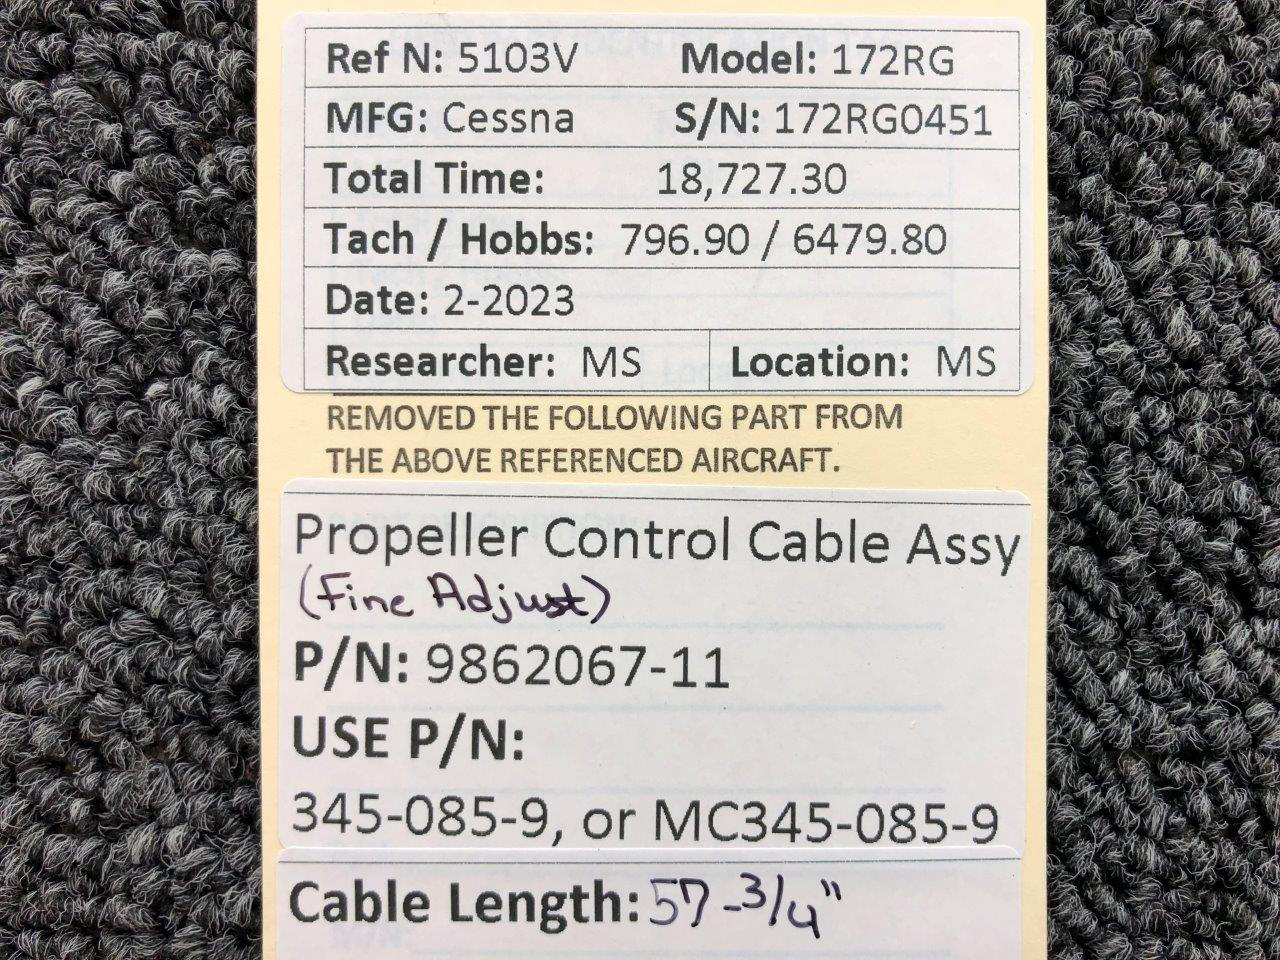 Ref N: 5103V Model: 172RG
MFG: Cessna S/N: 172RG0451
Total Time: 18,727.30
Tach / Hobbs: 796.90 / 6479.80
Date: 2-2023
Researcher: MS Location: MS
REMOVED THE FOLLOWING PART FROM
THE ABOVE REFERENCED AIRCRAFT.
Propeller Control Cable Assy
(Fine Adjust)
P/N: 9862067-11
USE P/N:
345-085-9, or MC345-085-9
Cable Length: 57-3/4"